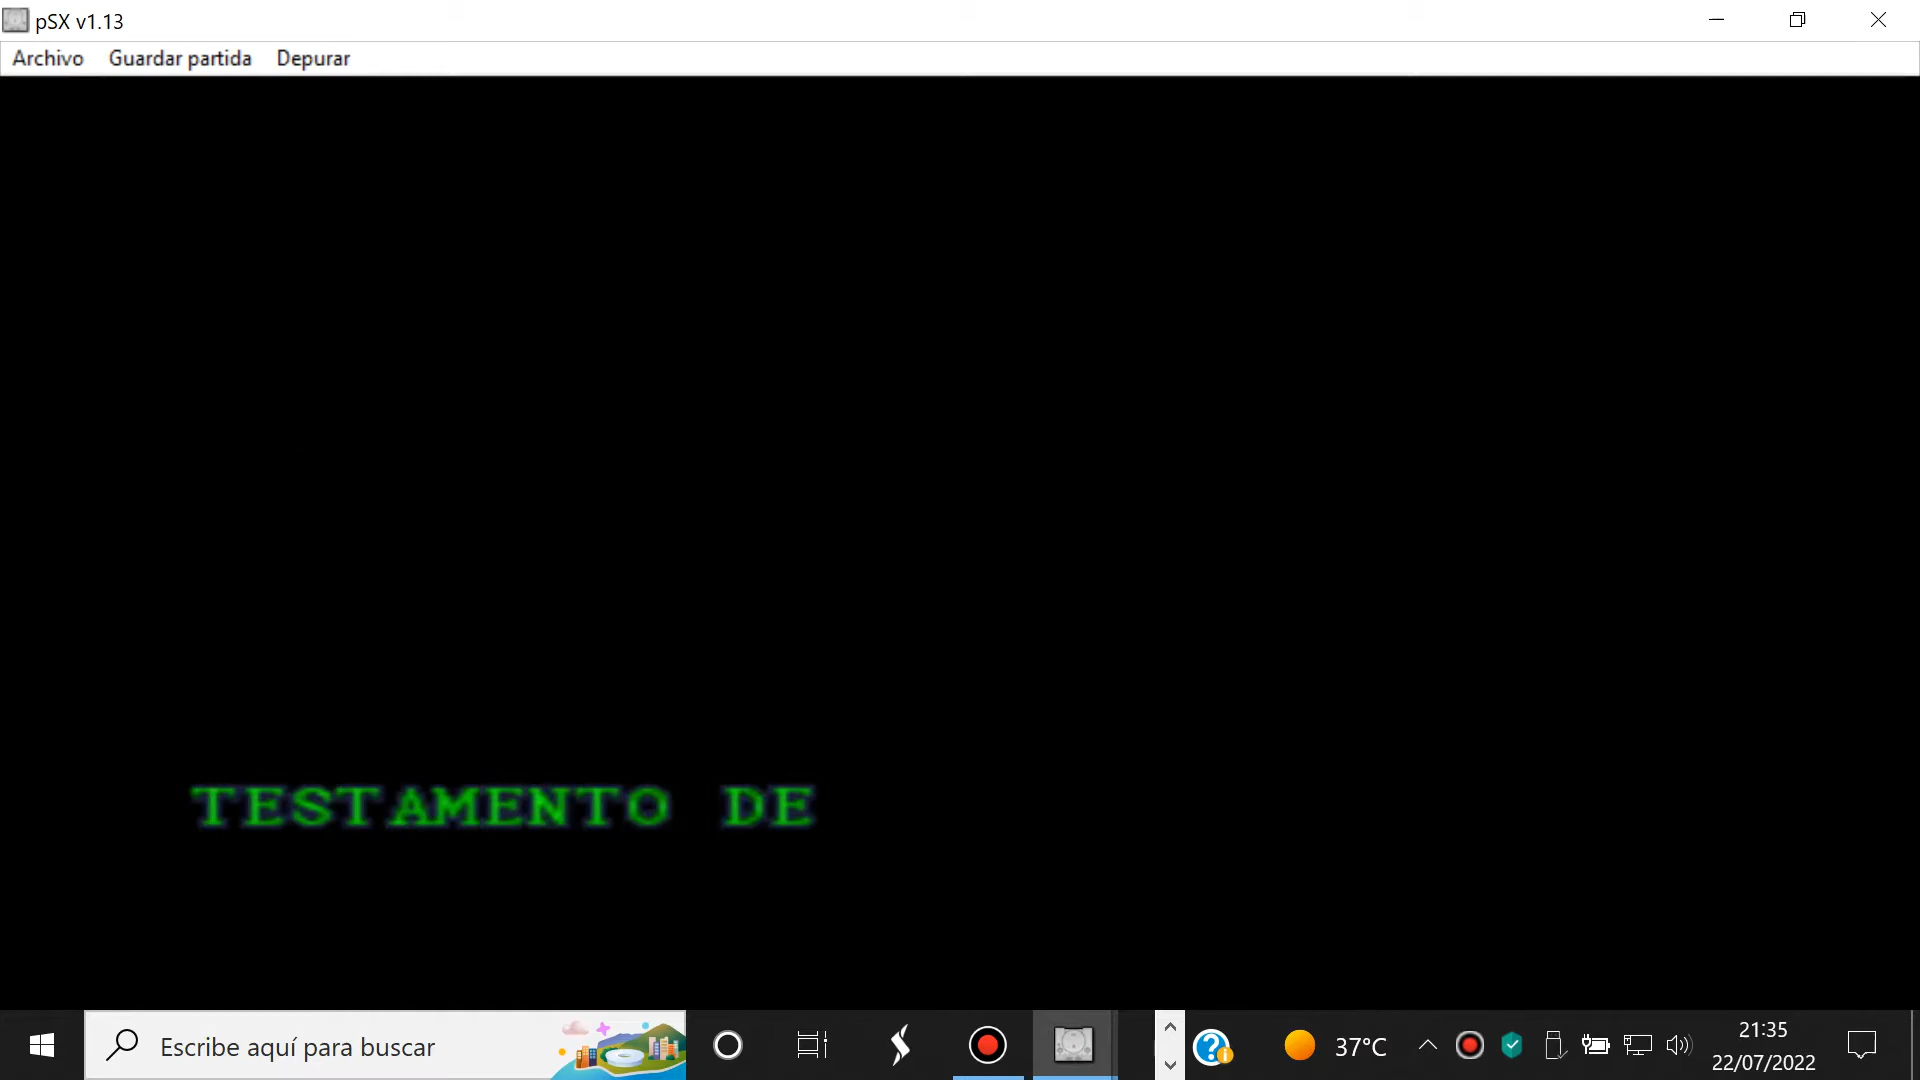 pSX v1.13
Archivo Guardar partida Depurar
TESTAMENTO DE
Escribe aquí para buscar
37°C
21:35
22/07/2022